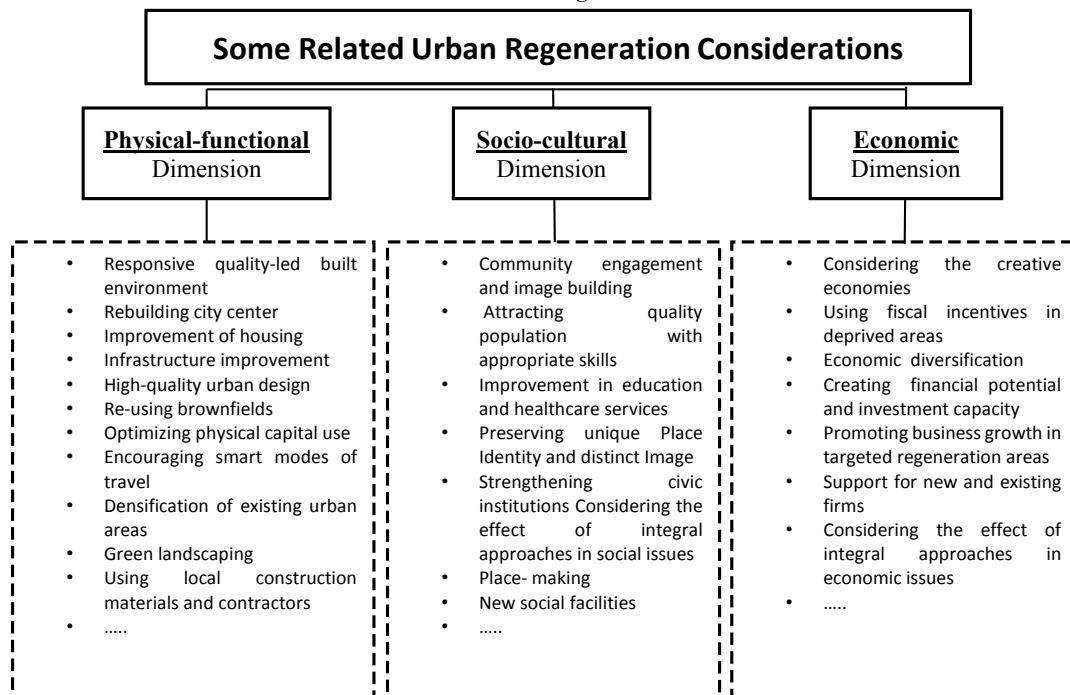 Some Related Urban Regeneration Considerations
Physical-functional
Dimension
Socio-cultural
Dimension
Economic
Dimension
• Responsive quality-led built
environment
• Rebuilding city center
• Improvement of housing
• Infrastructure improvement
• High-quality urban design
• Re-using brownfields
• Optimizing physical capital use
• Encouraging smart modes of
travel
• Densification of existing urban
areas
• Green landscaping
• Using local construction
materials and contractors
• …..
• Community engagement
and image building
• Attracting quality
population with
appropriate skills
• Improvement in education
and healthcare services
• Preserving unique Place
Identity and distinct Image
• Strengthening civic
institutions Considering the
effect of integral
approaches in social issues
• Place- making
• New social facilities
• …..
• Considering the creative
economies
• Using fiscal incentives in
deprived areas
• Economic diversification
• Creating financial potential
and investment capacity
• Promoting business growth in
targeted regeneration areas
• Support for new and existing
firms
• Considering the effect of
integral approaches in
economic issues
• …..